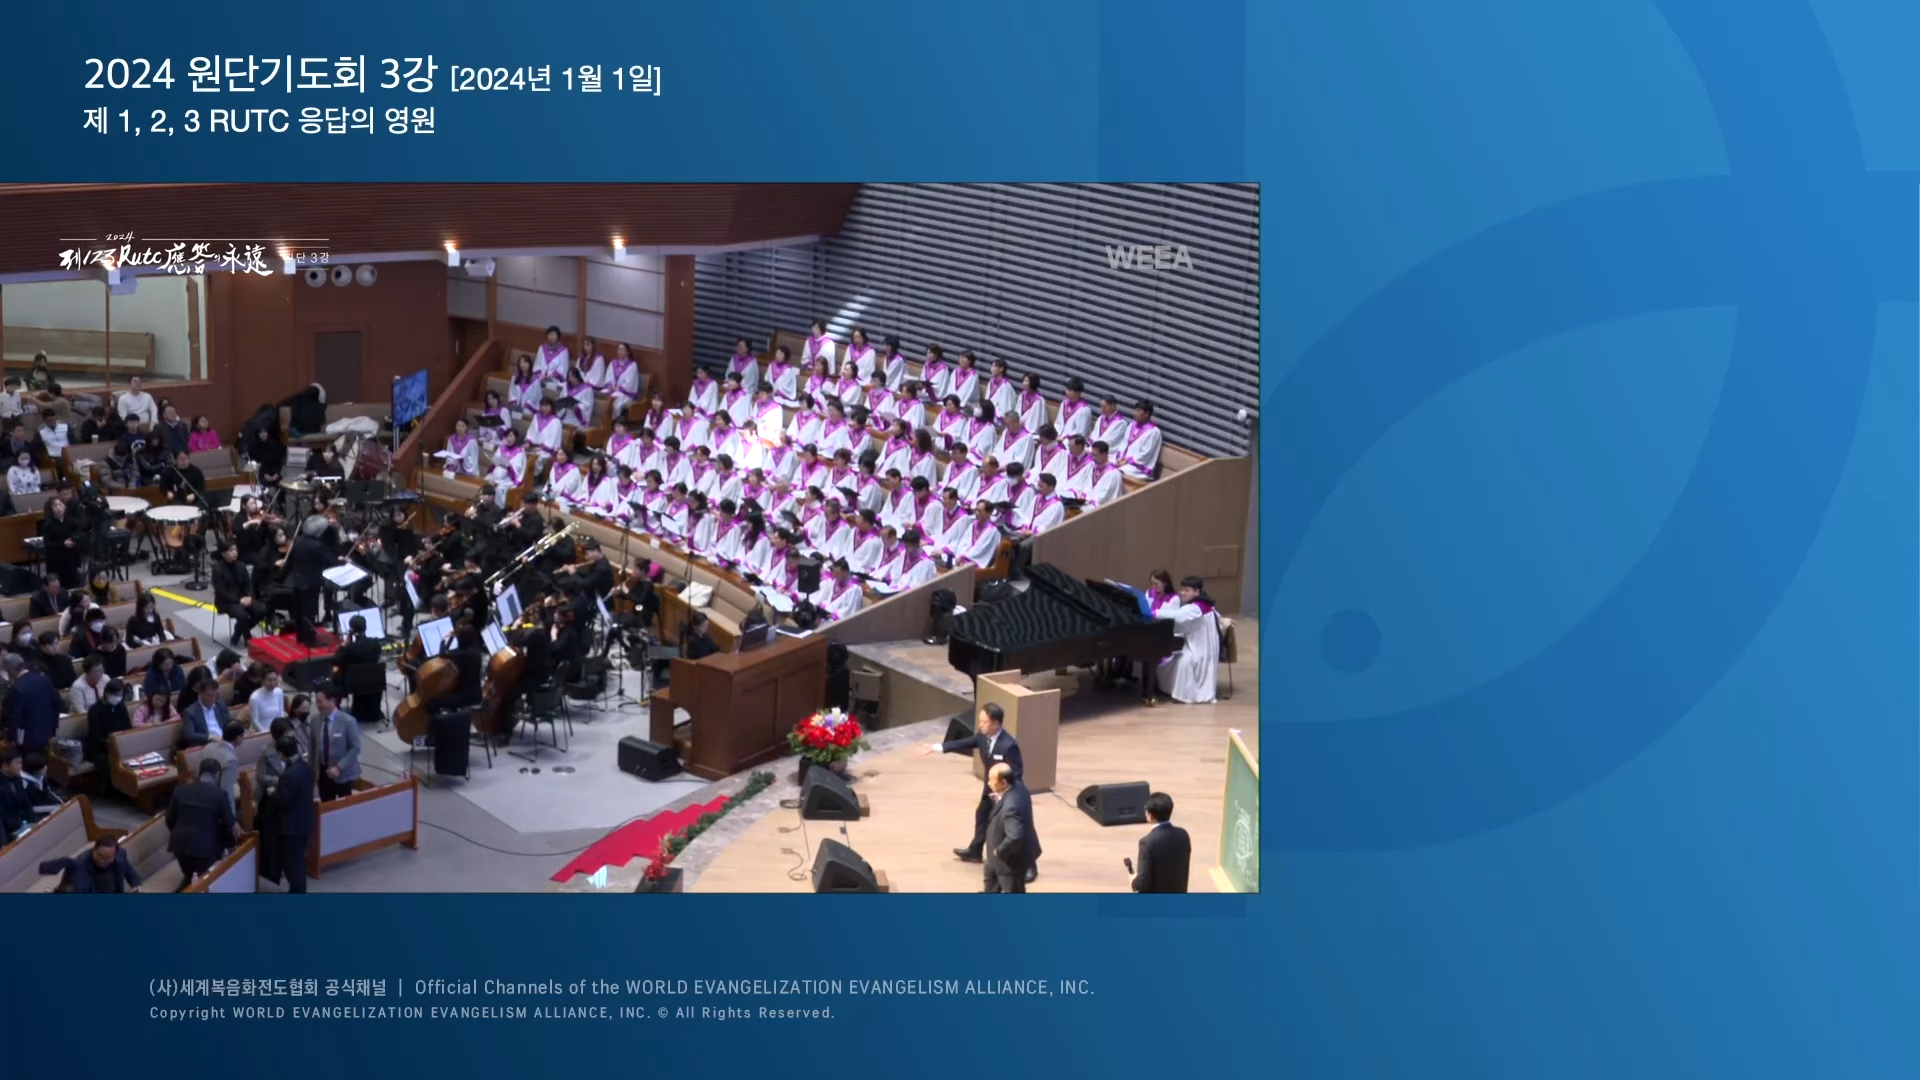 2024 원단기도회 3강 [2024년 1월 1일]
제 1, 2, 3 RUTC 응답의 영원
2024
제123 Rutc 應答의 永遠 원단 3강
WEEA
(사)세계복음화전도협회 공식채널 | Official Channels of the WORLD EVANGELIZATION EVANGELISM ALLIANCE, INC.
Copyright WORLD EVANGELIZATION EVANGELISM ALLIANCE, INC. © All Rights Reserved.